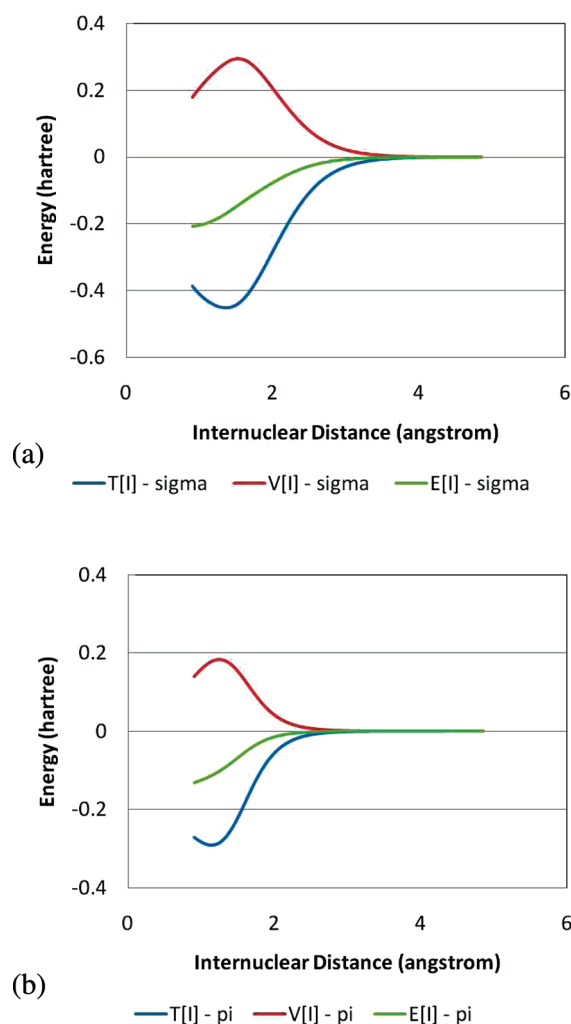 0.4
0.2
0
-0.2
-0.4
-0.6
Energy (hartree)
0 2 4 6
Internuclear Distance (angstrom)
(a)
T[I] - sigma V[I] - sigma E[I] - sigma
0.4
0.2
0
-0.2
-0.4
Energy (hartree)
0 2 4 6
Internuclear Distance (angstrom)
(b)
T[I] - pi V[I] - pi E[I] - pi